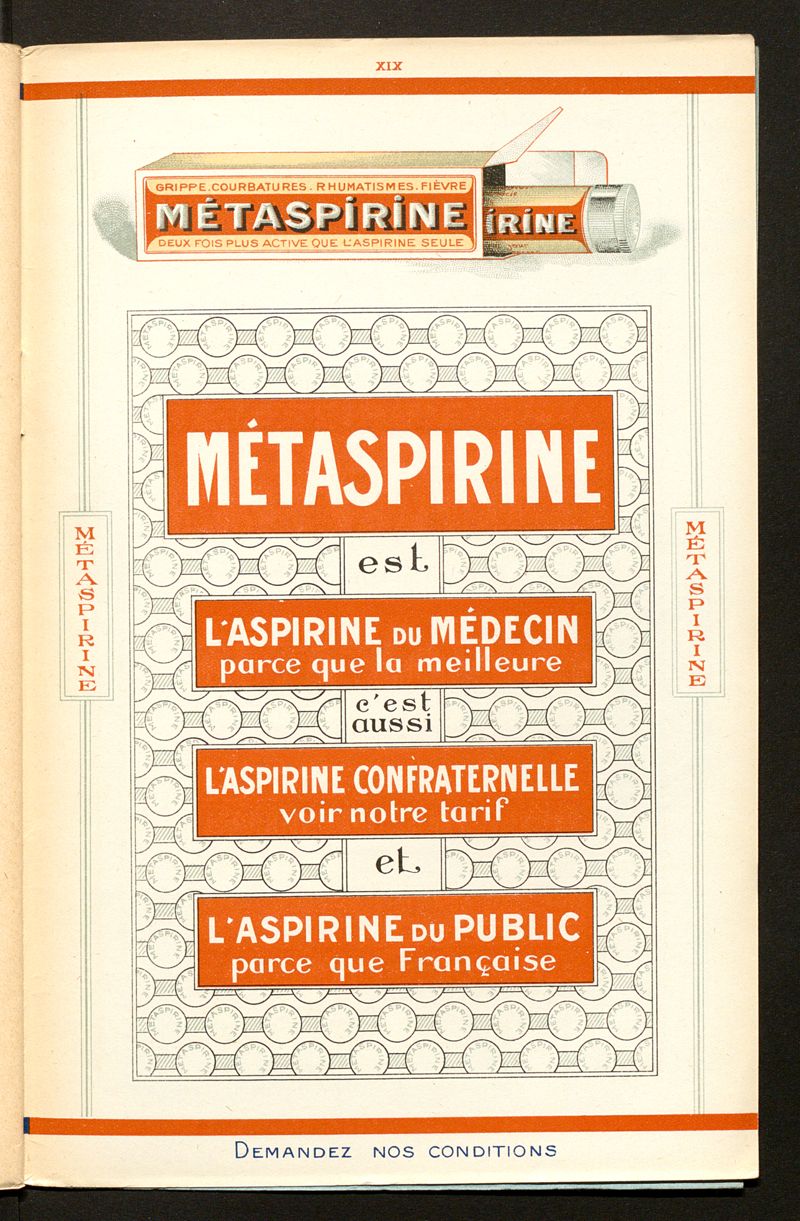 XIX
GRIPPE.COURBATURES.RHUMATISMES.FIÈVRE
MÉTASPIRINE
DEUX FOIS PLUS ACTIVE QUE L'ASPIRINE SEULE
IRINE
MÉTASPIRINE
est
L'ASPIRINE DU MÉDECIN
parce que la meilleure
c'est
aussi
L'ASPIRINE CONFRATERNELLE
voir notre tarif
et
L'ASPIRINE DU PUBLIC
parce que Française
MÉTASPIRINE
MÉTASPIRINE
DEMANDEZ NOS CONDITIONS